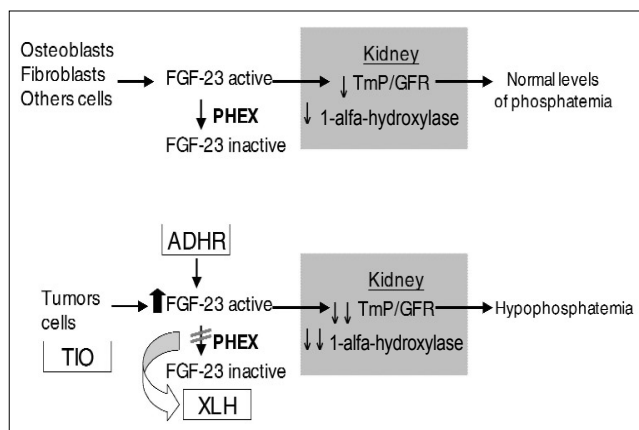 Osteoblasts
Fibroblasts
Others cells
FGF-23 active
PHEX
FGF-23 inactive
Kidney
↓ TmP/GFR
↓ 1-alfa-hydroxylase
Normal levels
of phosphatemia
ADHR
Tumors
cells
TIO
FGF-23 active
PHEX
FGF-23 inactive
XLH
Kidney
↓↓ TmP/GFR
↓↓ 1-alfa-hydroxylase
Hypophosphatemia